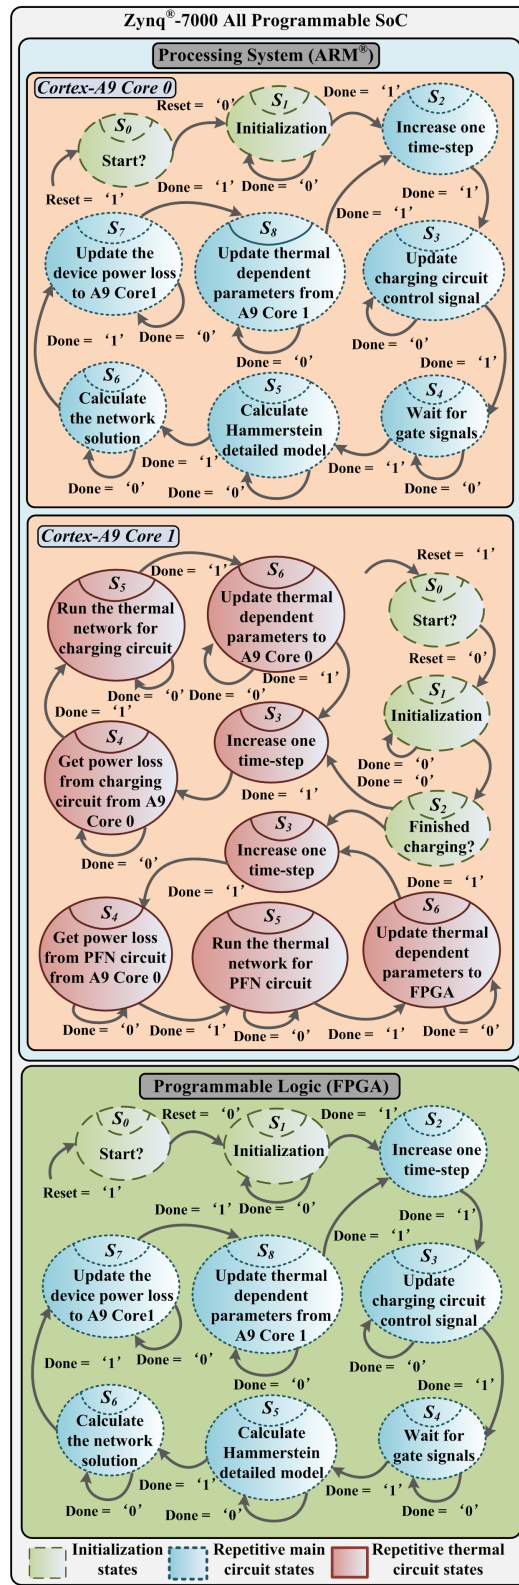 Zynq®-7000 All Programmable SoC
Processing System (ARM®)
Cortex-A9 Core 0
Reset = ‘0’
S1
Initialization
Done = ‘1’
S2
Increase one
time-step
S0
Start?
Reset = ‘1’
Done = ‘1’
Done = ‘0’
Done = ‘1’
Done = ‘1’
S7
Update the
device power loss
to A9 Core1
S8
Update thermal
dependent
parameters from
A9 Core 1
S3
Update
charging circuit
control signal
Done = ‘1’
Done = ‘0’
Done = ‘0’
Done = ‘0’
Done = ‘1’
S6
Calculate
the network
solution
S5
Calculate
Hammerstein
detailed model
S4
Wait for
gate signals
Done = ‘1’
Done = ‘1’
Done = ‘0’
Done = ‘0’
Done = ‘0’
Cortex-A9 Core 1
Done = ‘1’
Reset = ‘1’
S5
Run the thermal
network for
charging circuit
S6
Update thermal
dependent
parameters to
A9 Core 0
S0
Start?
Reset = ‘0’
Done = ‘0’
Done = ‘0’
Done = ‘1’
Done = ‘1’
S1
Initialization
S4
Get power loss
from charging
circuit from A9
Core 0
S3
Increase one
time-step
Done = ‘0’
Done = ‘0’
Done = ‘1’
S2
Finished
charging?
Done = ‘0’
S3
Increase one
time-step
Done = ‘1’
Done = ‘1’
S4
Get power loss
from PFN circuit
from A9 Core 0
S5
Run the thermal
network for
PFN circuit
S6
Update thermal
dependent
parameters to
FPGA
Done = ‘0’
Done = ‘1’
Done = ‘0’
Done = ‘1’
Done = ‘0’
Programmable Logic (FPGA)
Reset = ‘0’
S1
Initialization
Done = ‘1’
S2
Increase one
time-step
S0
Start?
Reset = ‘1’
Done = ‘1’
Done = ‘0’
Done = ‘1’
Done = ‘1’
S7
Update the
device power loss
to A9 Core1
S8
Update thermal
dependent
parameters from
A9 Core 1
S3
Update
charging circuit
control signal
Done = ‘1’
Done = ‘0’
Done = ‘0’
Done = ‘0’
Done = ‘1’
S6
Calculate
the network
solution
S5
Calculate
Hammerstein
detailed model
S4
Wait for
gate signals
Done = ‘1’
Done = ‘1’
Done = ‘0’
Done = ‘0’
Done = ‘0’
Initialization
states
Repetitive main
circuit states
Repetitive thermal
circuit states